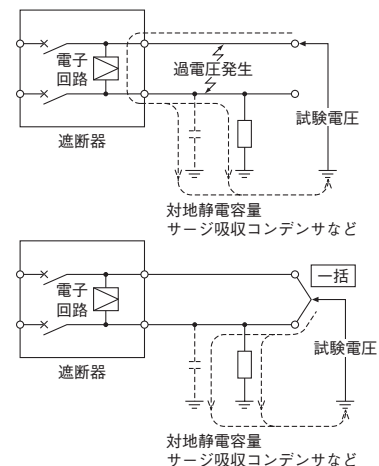 電子
回路
過電圧発生
試験電圧
遮断器
対地静電容量
サージ吸収コンデンサなど
一括
電子
回路
試験電圧
遮断器
対地静電容量
サージ吸収コンデンサなど